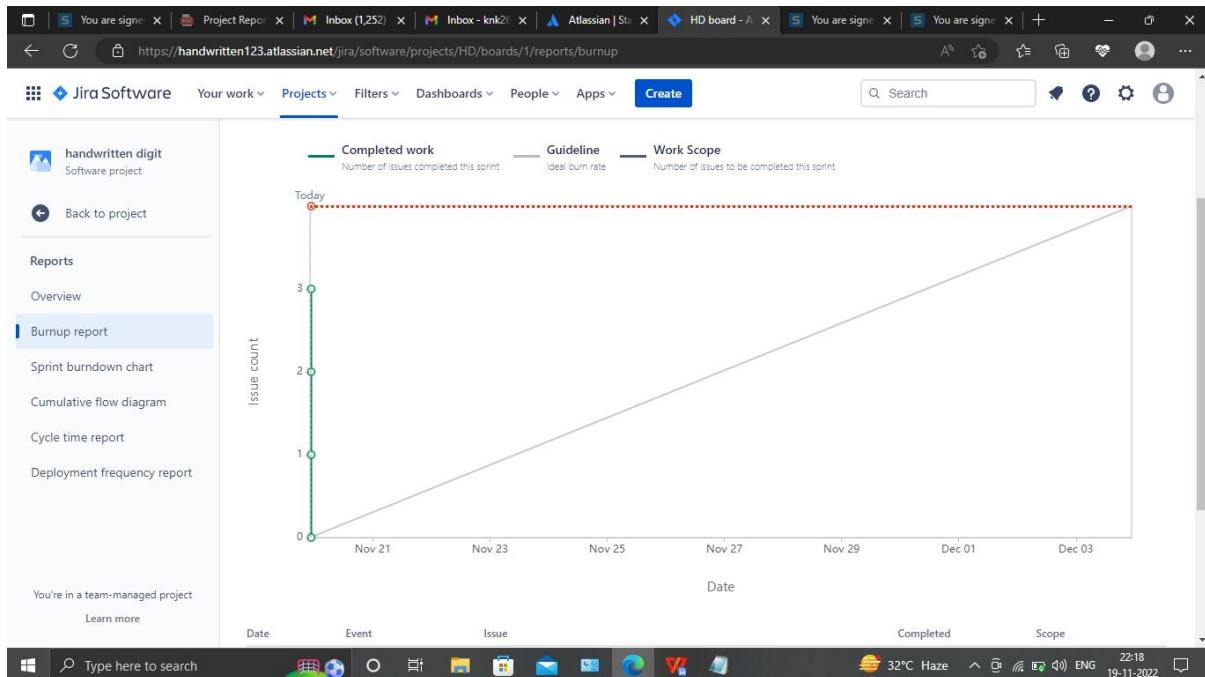 You are signe
Project Repor
Inbox (1,252)
Inbox - knk26
Atlassian | Sta
HD board - A
You are signe
You are signe
https://handwritten123.atlassian.net/jira/software/projects/HD/boards/1/reports/burnup
Jira Software Your work Projects Filters Dashboards People Apps Create Search
handwritten digit
Software project
Back to project
Reports
Overview
Burnup report
Sprint burndown chart
Cumulative flow diagram
Cycle time report
Deployment frequency report
You're in a team-managed project
Learn more
Completed work
Number of issues completed this sprint
Guideline
Ideal burn rate
Work Scope
Number of issues to be completed this sprint
Today
3
2
1
0
Issue count
Nov 21 Nov 23 Nov 25 Nov 27 Nov 29 Dec 01 Dec 03
Date
Date Event Issue Completed Scope
Type here to search
32°C Haze
ENG
22:18
19-11-2022